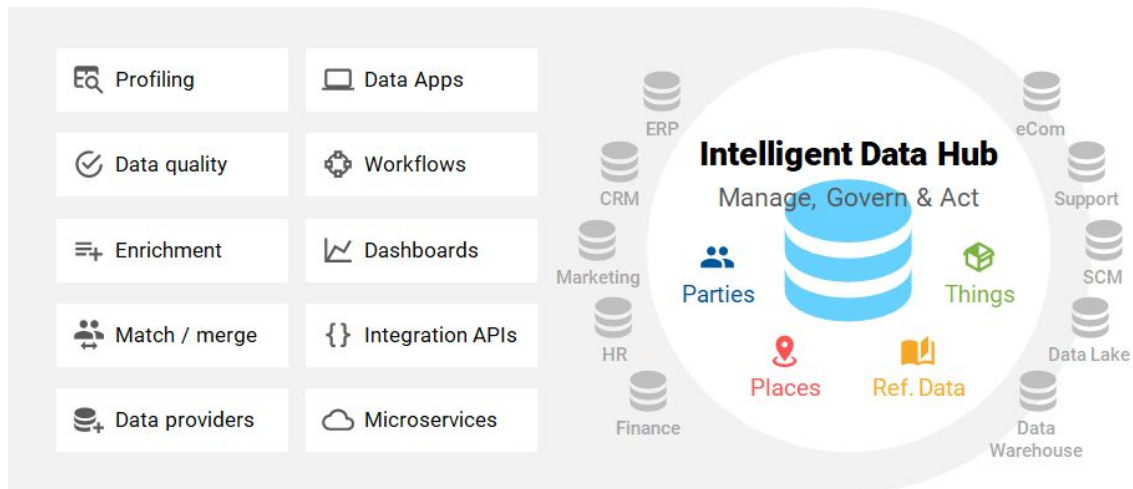 Profiling
Data Apps
Data quality
Workflows
Enrichment
Dashboards
Match / merge
Integration APIs
Data providers
Microservices
ERP
CRM
Marketing
HR
Finance
Intelligent Data Hub
Manage, Govern & Act
Parties
Things
Places
Ref. Data
eCom
Support
SCM
Data Lake
Data
Warehouse